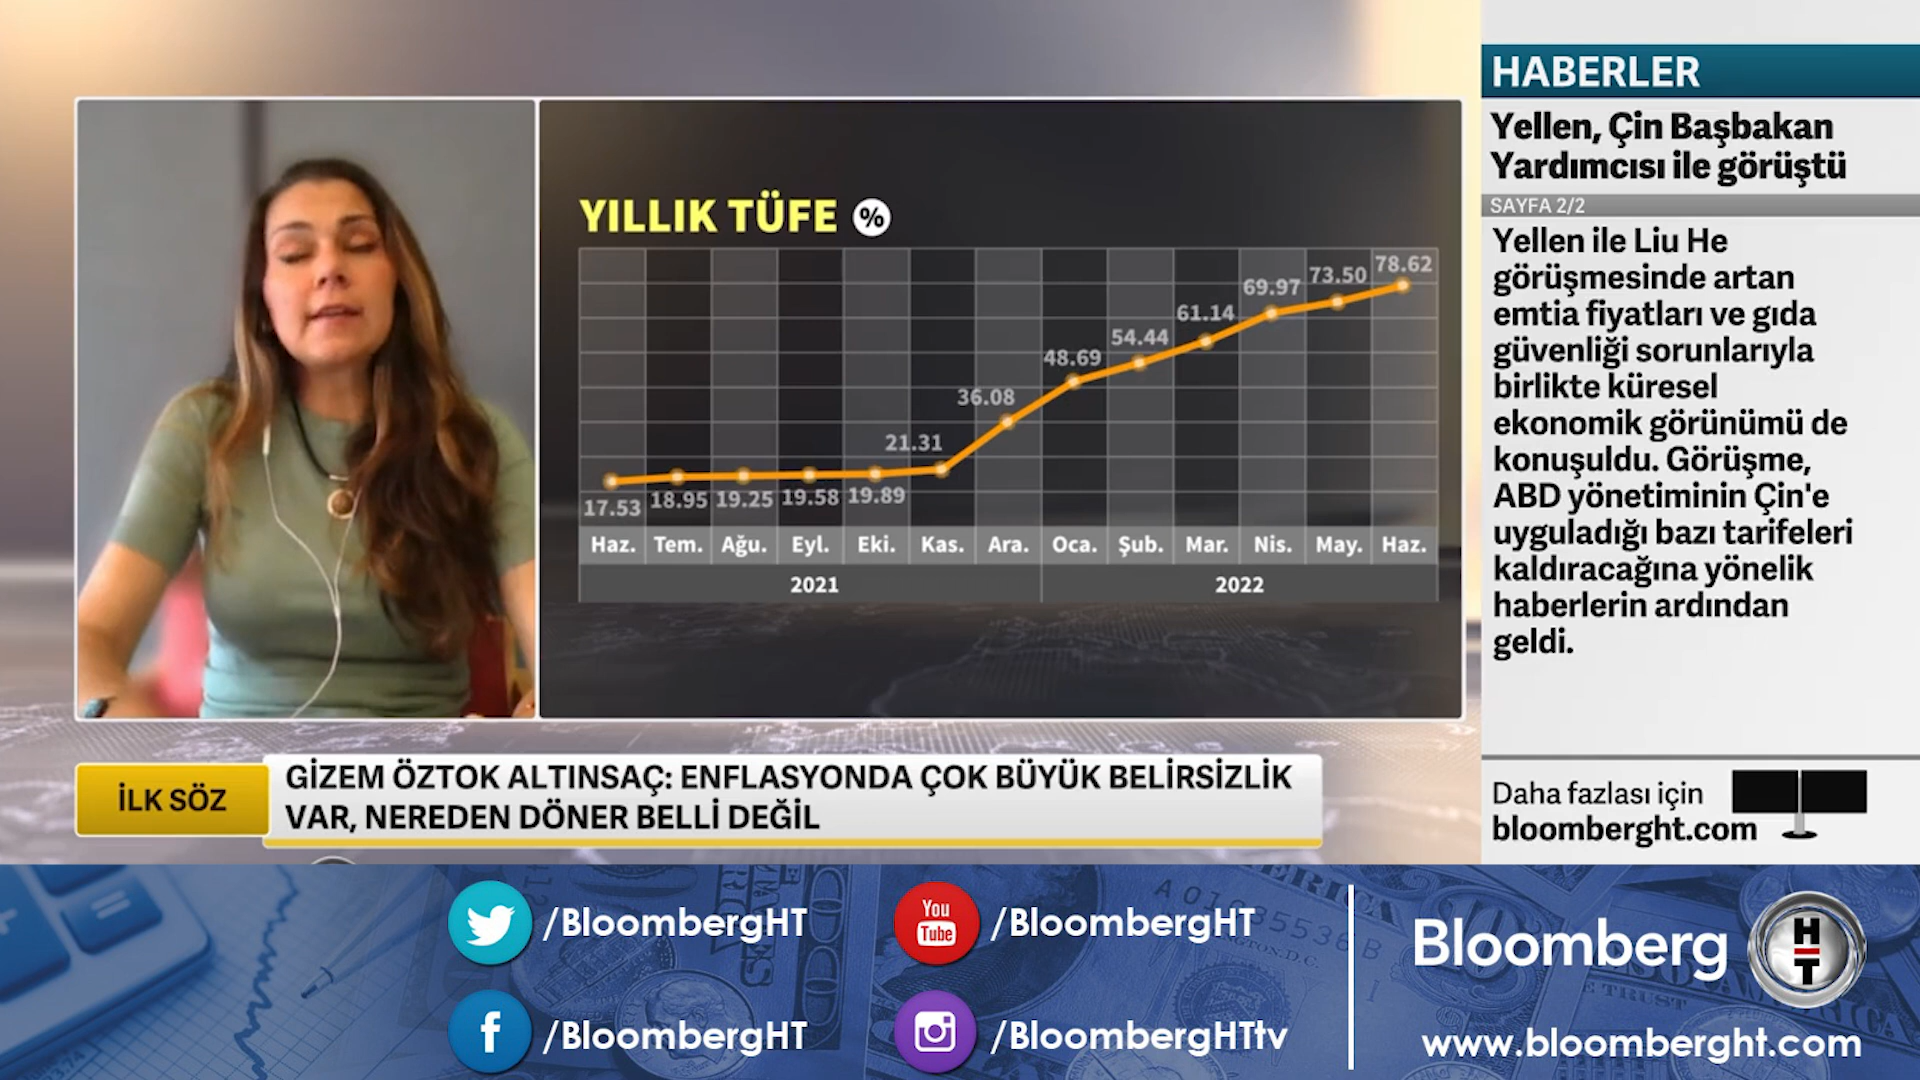 YILLIK TÜFE %
78.62
73.50
69.97
61.14
54.44
48.69
36.08
21.31
17.53 18.95 19.25 19.58 19.89
Haz. Tem. Ağu. Eyl. Eki. Kas. Ara. Oca. Şub. Mar. Nis. May. Haz.
2021 2022
HABERLER
Yellen, Çin Başbakan
Yardımcısı ile görüştü
SAYFA 2/2
Yellen ile Liu He
görüşmesinde artan
emtia fiyatları ve gıda
güvenliği sorunlarıyla
birlikte küresel
ekonomik görünümü de
konuşuldu. Görüşme,
ABD yönetiminin Çin'e
uyguladığı bazı tarifeleri
kaldıracağına yönelik
haberlerin ardından
geldi.
Daha fazlası için
bloomberght.com
İLK SÖZ
GİZEM ÖZTOK ALTINSAÇ: ENFLASYONDA ÇOK BÜYÜK BELİRSİZLİK
VAR, NEREDEN DÖNER BELLİ DEĞİL
/BloombergHT
You
Tube
/BloombergHT
f /BloombergHT
/BloombergHTtv
Bloomberg HT
www.bloomberght.com